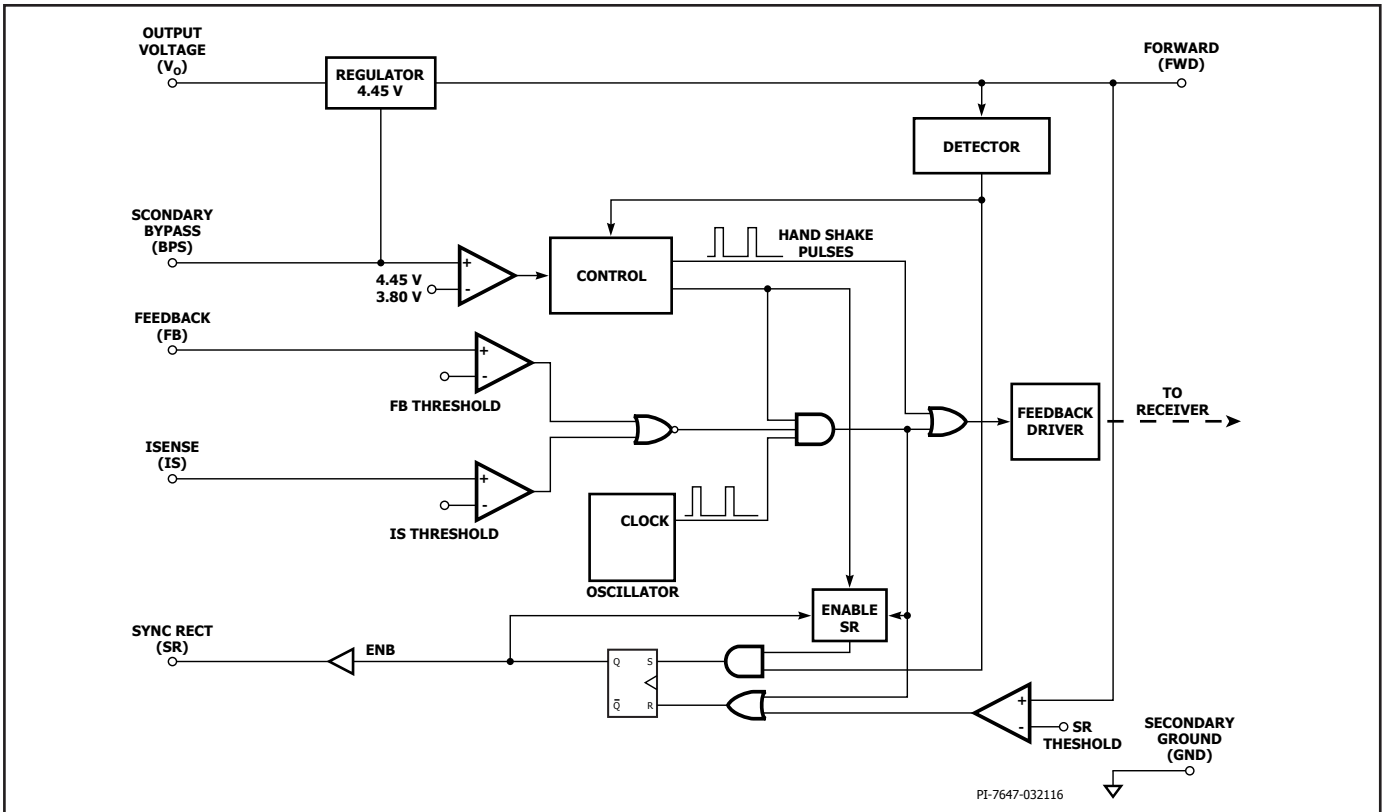 OUTPUT
VOLTAGE
(VO)
REGULATOR
4.45 V
FORWARD
(FWD)
DETECTOR
SCONDARY
BYPASS
(BPS)
+
-
4.45 V
3.80 V
CONTROL
HAND SHAKE
PULSES
FEEDBACK
(FB)
+
-
FB THRESHOLD
FEEDBACK
DRIVER
TO
RECEIVER
ISENSE
(IS)
+
-
IS THRESHOLD
CLOCK
OSCILLATOR
ENABLE
SR
SYNC RECT
(SR)
ENB
Q
S
Q̅
R
+
-
SR
THESHOLD
SECONDARY
GROUND
(GND)
PI-7647-032116